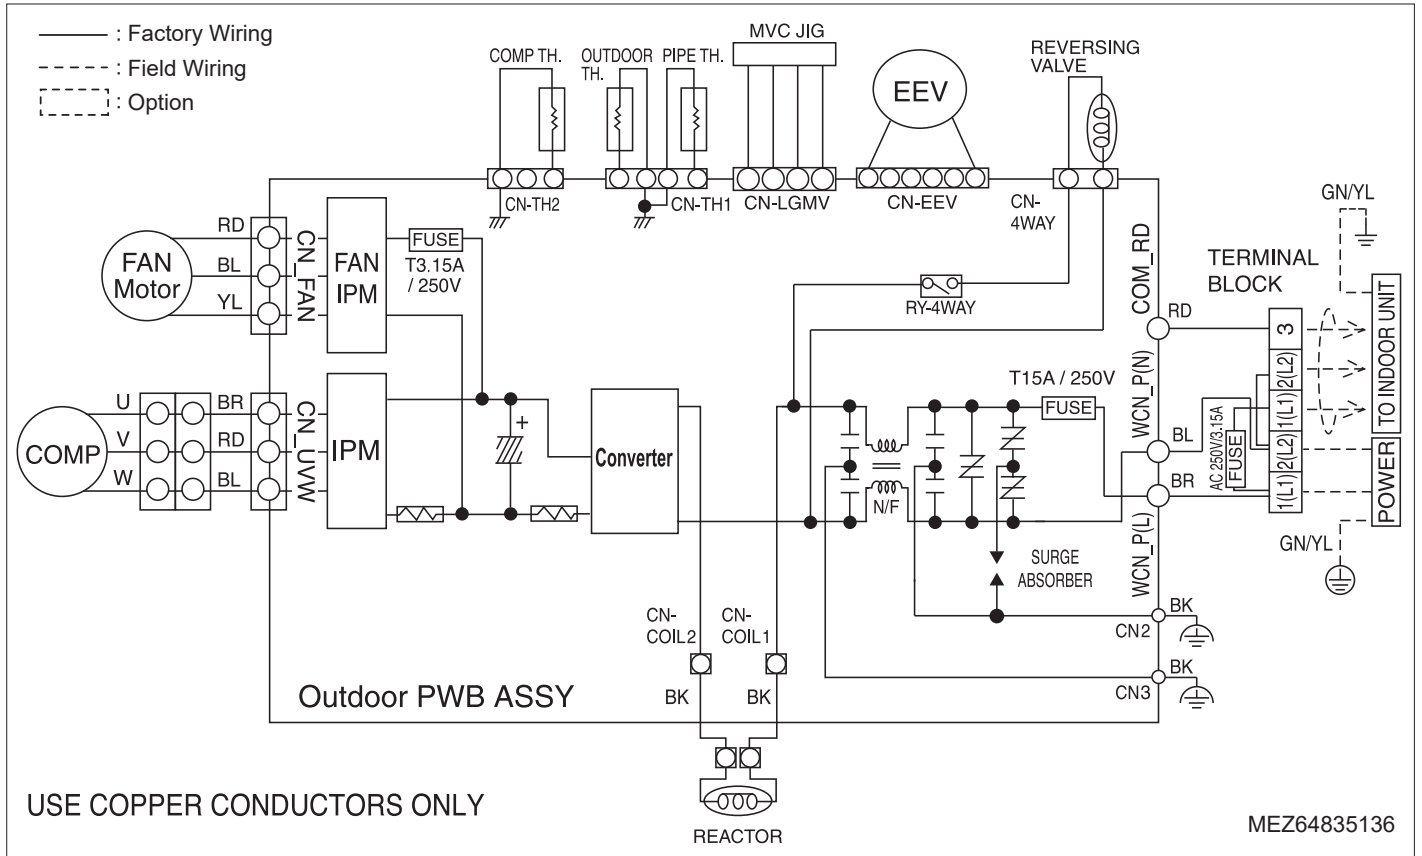 : Factory Wiring
: Field Wiring
: Option
COMP TH.
OUTDOOR
TH.
PIPE TH.
MVC JIG
EEV
REVERSING
VALVE
CN-TH2
CN-TH1
CN-LGMV
CN-EEV
CN-
4WAY
GN/YL
FAN
Motor
RD
BL
YL
CN_FAN
FAN
IPM
FUSE
T3.15A
/ 250V
RY-4WAY
COM_RD
RD
TERMINAL
BLOCK
3
2(L2)
1(L1)
2(L2)
1(L1)
TO INDOOR UNIT
POWER
AC 250V/3.15A
FUSE
COMP
U
V
W
BR
RD
BL
CN_UVW
IPM
+
Converter
N/F
T15A / 250V
FUSE
WCN_P(N)
BL
BR
WCN_P(L)
GN/YL
SURGE
ABSORBER
CN-
COIL2
CN-
COIL1
BK
CN2
BK
CN3
BK
BK
Outdoor PWB ASSY
REACTOR
USE COPPER CONDUCTORS ONLY
MEZ64835136